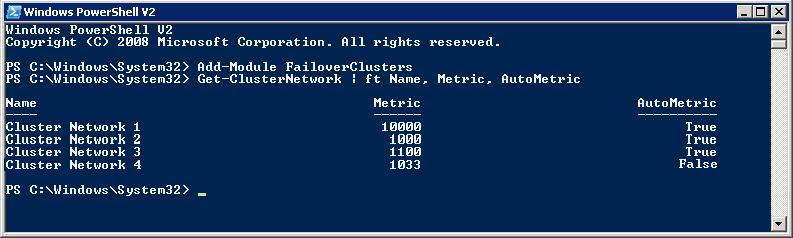 Windows PowerShell V2
Windows PowerShell V2
Copyright (C) 2008 Microsoft Corporation. All rights reserved.
PS C:\Windows\System32> Add-Module FailoverClusters
PS C:\Windows\System32> Get-ClusterNetwork | ft Name, Metric, AutoMetric
Name Metric AutoMetric
---- ------ ----------
Cluster Network 1 10000 True
Cluster Network 2 1000 True
Cluster Network 3 1100 True
Cluster Network 4 1033 False
PS C:\Windows\System32> _